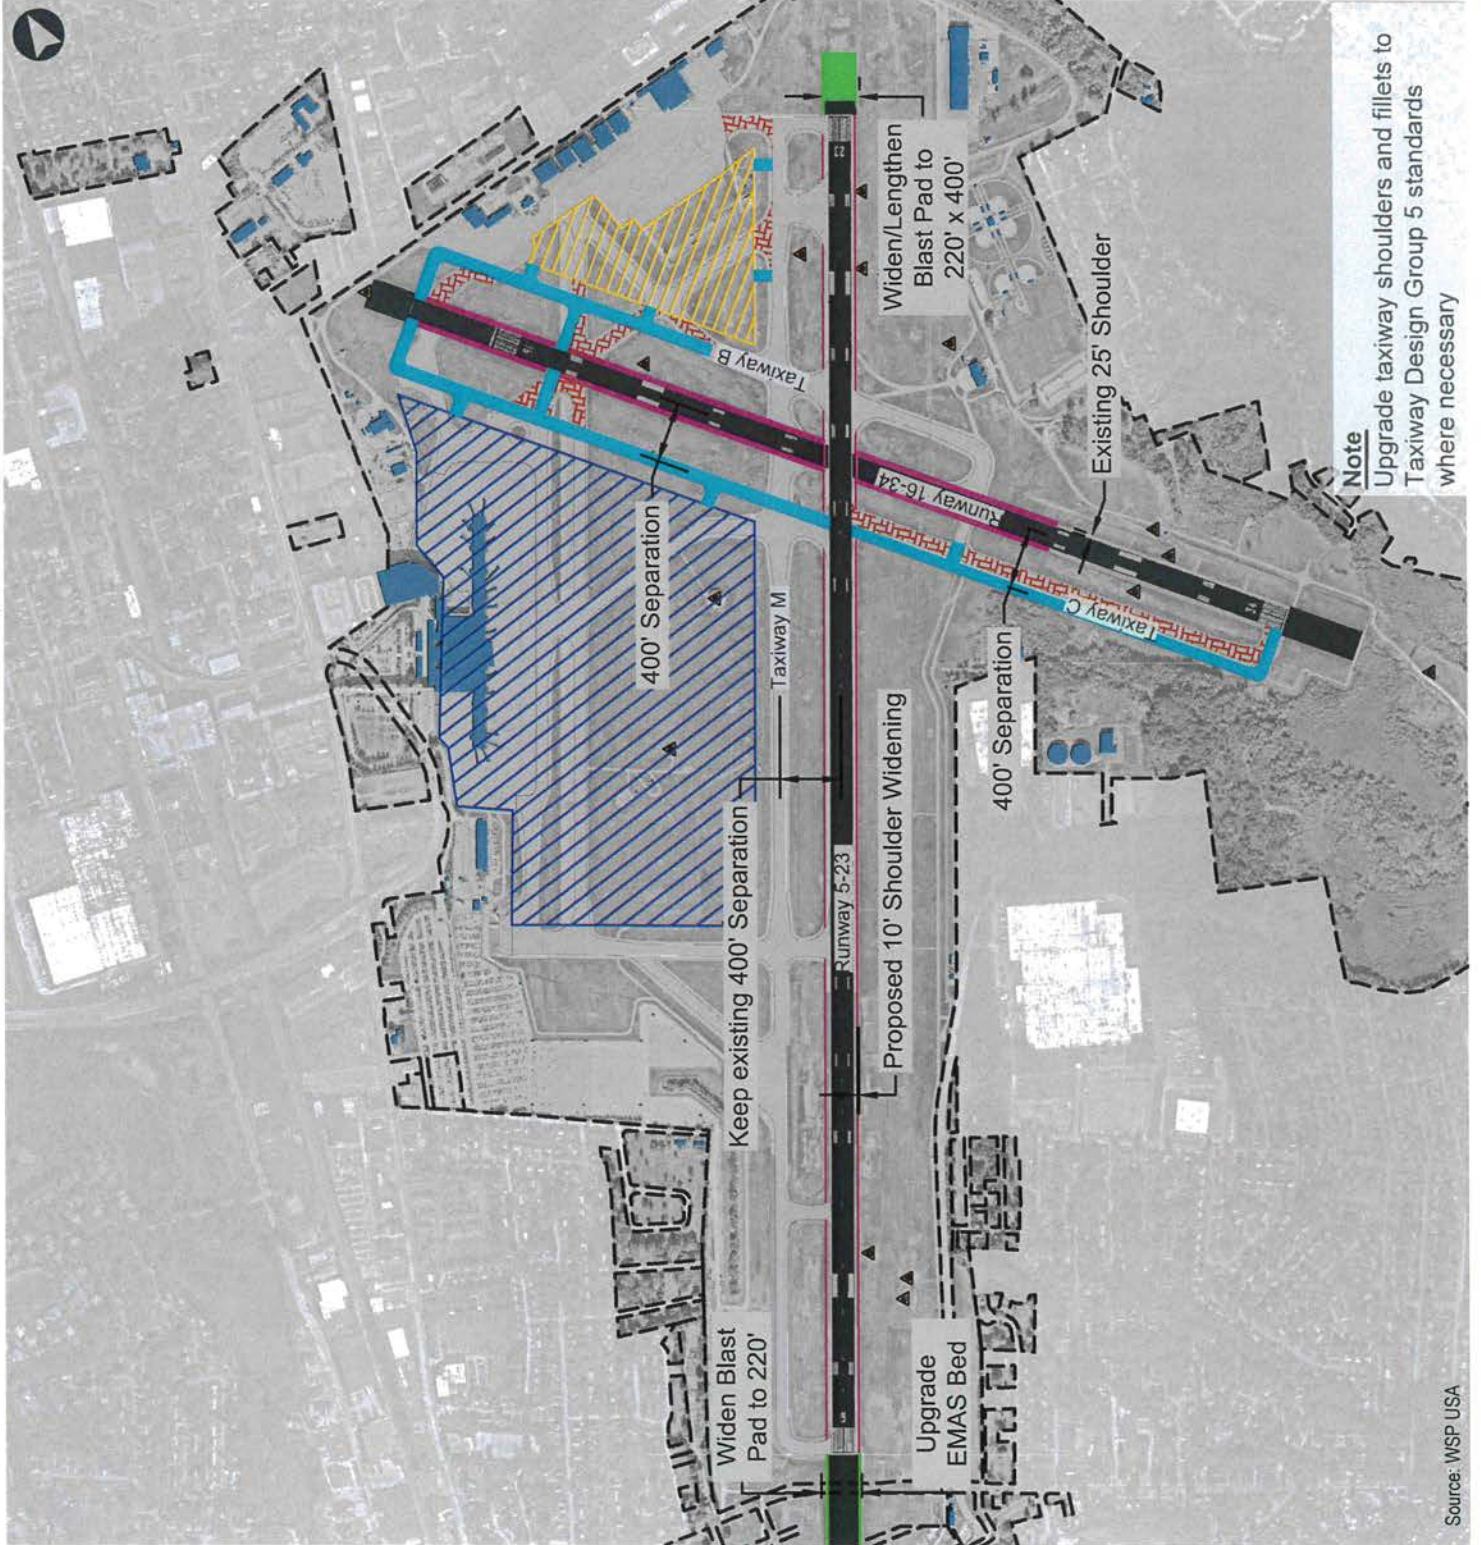 23
Widen/Lengthen
Blast Pad to
220' x 400'
Taxiway B
400' Separation
Runway 16-34
Existing 25' Shoulder
Taxiway M
400' Separation
Taxiway C
34
Keep existing 400' Separation
Runway 5-23
Proposed 10' Shoulder Widening
Widen Blast
Pad to 220'
Upgrade
EMAS Bed
Note
Upgrade taxiway shoulders and fillets to
Taxiway Design Group 5 standards
where necessary
Source: WSP USA